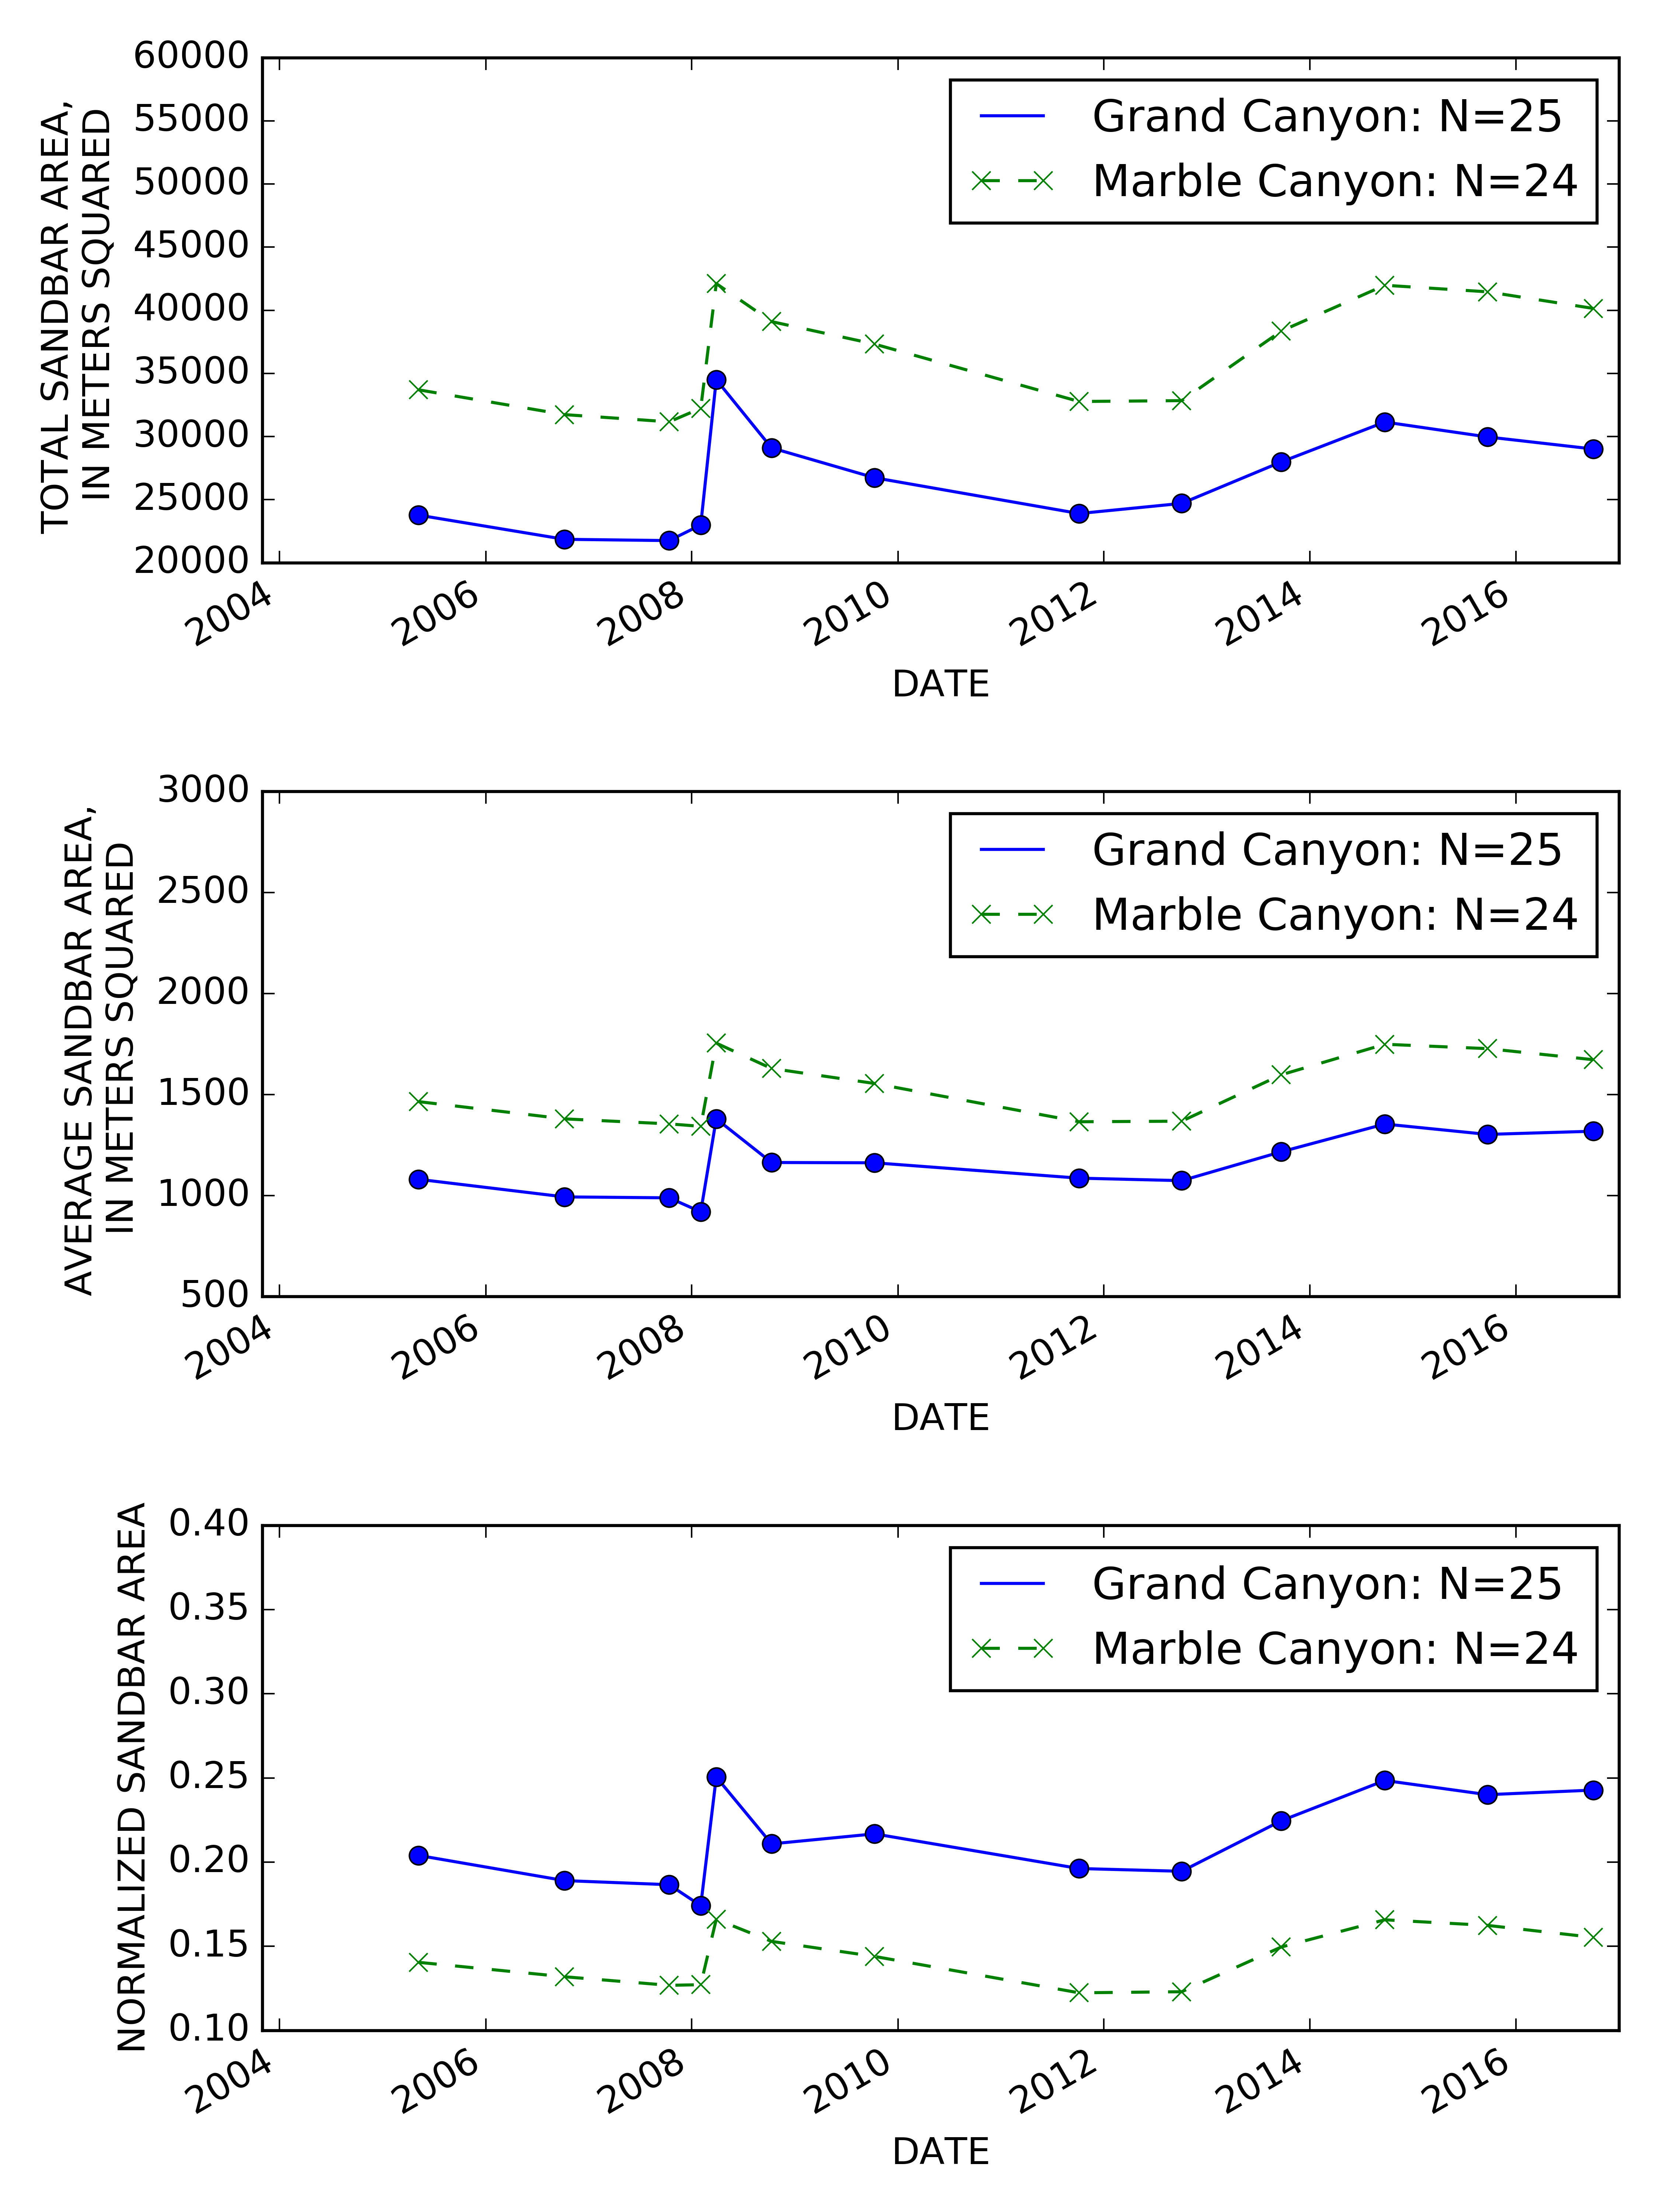 TOTAL SANDBAR AREA,
IN METERS SQUARED
60000
55000
50000
45000
40000
35000
30000
25000
20000
Grand Canyon: N=25
Marble Canyon: N=24
2004 2006 2008 2010 2012 2014 2016
DATE
AVERAGE SANDBAR AREA,
IN METERS SQUARED
3000
2500
2000
1500
1000
500
Grand Canyon: N=25
Marble Canyon: N=24
2004 2006 2008 2010 2012 2014 2016
DATE
NORMALIZED SANDBAR AREA
0.40
0.35
0.30
0.25
0.20
0.15
0.10
Grand Canyon: N=25
Marble Canyon: N=24
2004 2006 2008 2010 2012 2014 2016
DATE